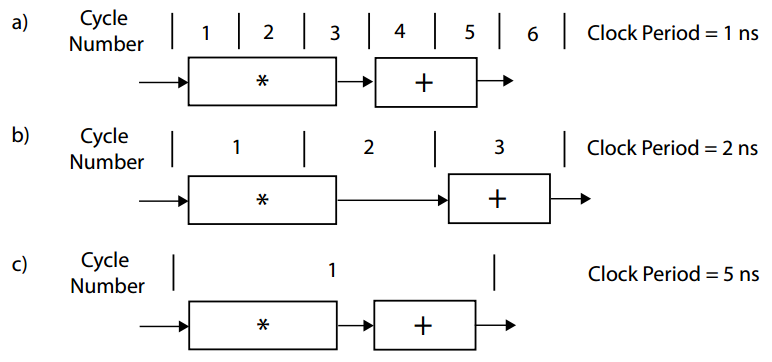 a) Cycle Number 1 2 3 4 5 6 Clock Period = 1 ns
* +
b) Cycle Number 1 2 3 Clock Period = 2 ns
* +
c) Cycle Number 1 Clock Period = 5 ns
* +